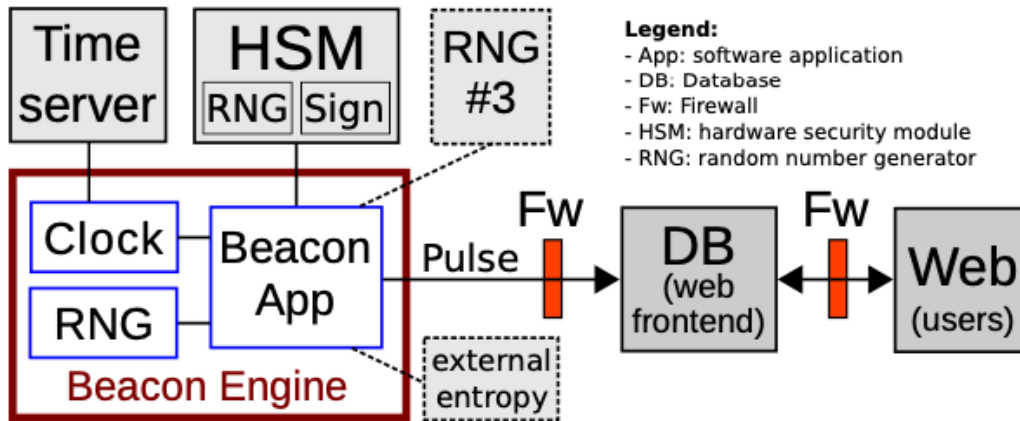 Time
server
HSM
RNG
Sign
RNG
#3
Legend:
- App: software application
- DB: Database
- Fw: Firewall
- HSM: hardware security module
- RNG: random number generator
Clock
RNG
Beacon
App
Beacon Engine
Pulse
Fw
external
entropy
DB
(web
frontend)
Fw
Web
(users)